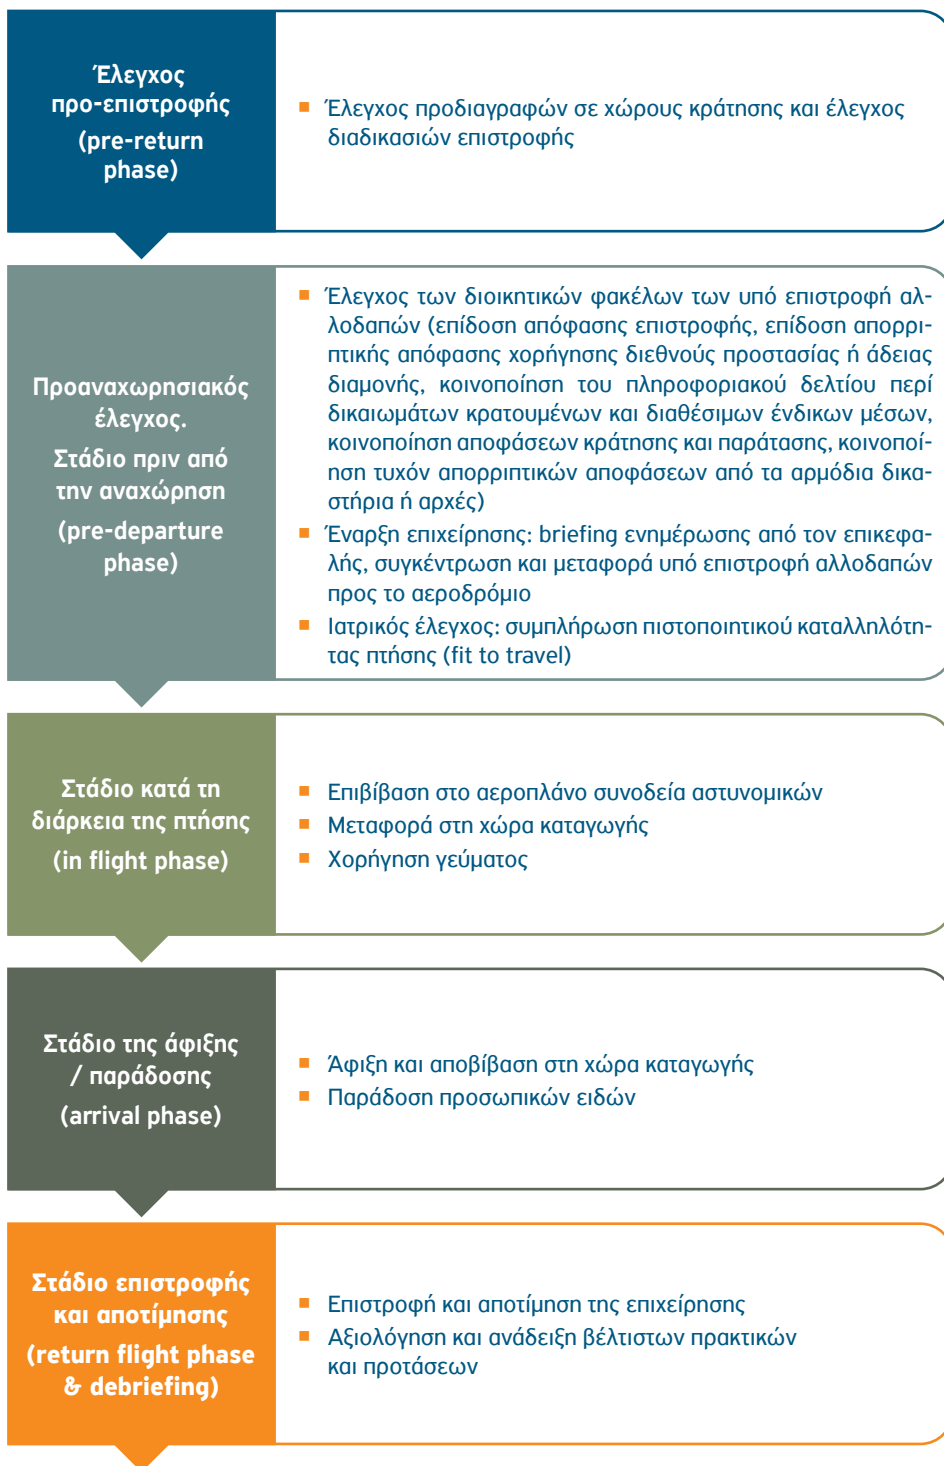 Έλεγχος
προ-επιστροφής
(pre-return
phase)
▪ Έλεγχος προδιαγραφών σε χώρους κράτησης και έλεγχος
διαδικασιών επιστροφής
Προαναχωρησιακός
έλεγχος.
Στάδιο πριν από
την αναχώρηση
(pre-departure
phase)
▪ Έλεγχος των διοικητικών φακέλων των υπό επιστροφή αλ-
λοδαπών (επίδοση απόφασης επιστροφής, επίδοση απορρι-
πτικής απόφασης χορήγησης διεθνούς προστασίας ή άδειας
διαμονής, κοινοποίηση του πληροφοριακού δελτίου περί
δικαιωμάτων κρατουμένων και διαθέσιμων ένδικων μέσων,
κοινοποίηση αποφάσεων κράτησης και παράτασης, κοινοποί-
ηση τυχόν απορριπτικών αποφάσεων από τα αρμόδια δικα-
στήρια ή αρχές)
▪ Έναρξη επιχείρησης: briefing ενημέρωσης από τον επικεφα-
λής, συγκέντρωση και μεταφορά υπό επιστροφή αλλοδαπών
προς το αεροδρόμιο
▪ Ιατρικός έλεγχος: συμπλήρωση πιστοποιητικού καταλληλότη-
τας πτήσης (fit to travel)
Στάδιο κατά τη
διάρκεια της πτήσης
(in flight phase)
▪ Επιβίβαση στο αεροπλάνο συνοδεία αστυνομικών
▪ Μεταφορά στη χώρα καταγωγής
▪ Χορήγηση γεύματος
Στάδιο της άφιξης
/ παράδοσης
(arrival phase)
▪ Άφιξη και αποβίβαση στη χώρα καταγωγής
▪ Παράδοση προσωπικών ειδών
Στάδιο επιστροφής
και αποτίμησης
(return flight phase
& debriefing)
▪ Επιστροφή και αποτίμηση της επιχείρησης
▪ Αξιολόγηση και ανάδειξη βέλτιστων πρακτικών
και προτάσεων